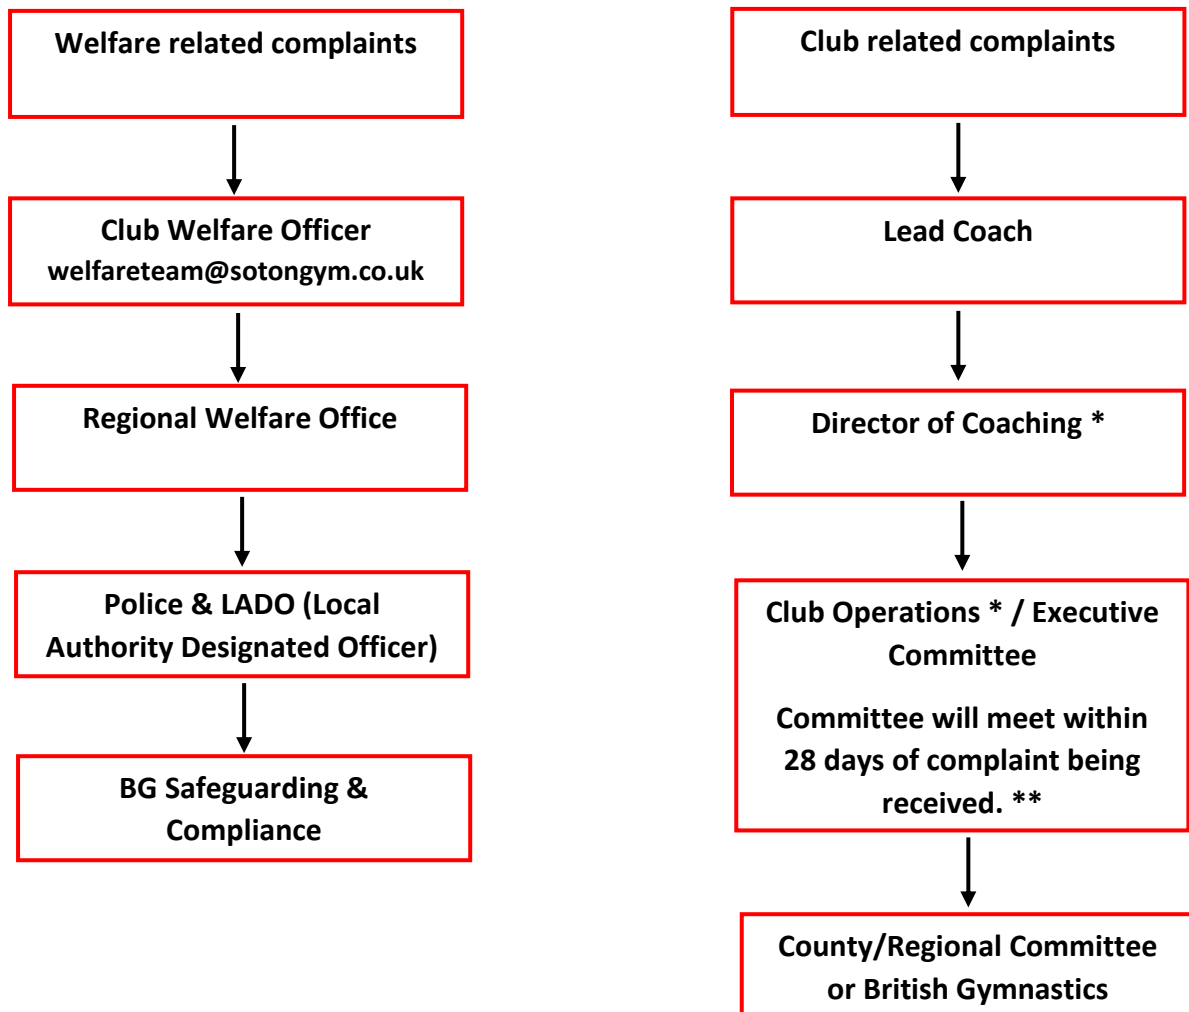 Welfare related complaints
Club Welfare Officer
welfareteam@sotongym.co.uk
Regional Welfare Office
Police & LADO (Local
Authority Designated Officer)
BG Safeguarding &
Compliance
Club related complaints
Lead Coach
Director of Coaching *
Club Operations * / Executive
Committee
Committee will meet within
28 days of complaint being
received. **
County/Regional Committee
or British Gymnastics